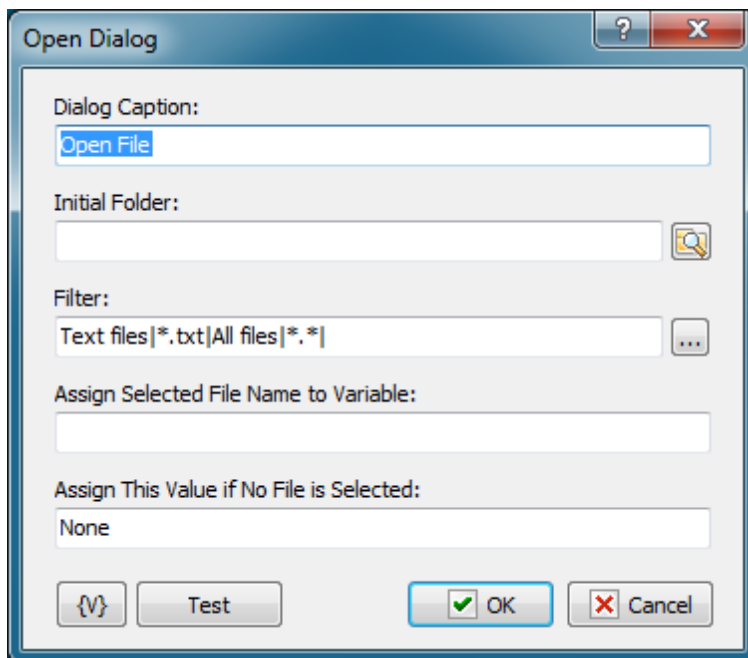 Open Dialog
?
Dialog Caption:
Open File
Initial Folder:
Filter:
Text files|*.txt|All files|*.*|
...
Assign Selected File Name to Variable:
Assign This Value if No File is Selected:
None
{V} Test OK Cancel